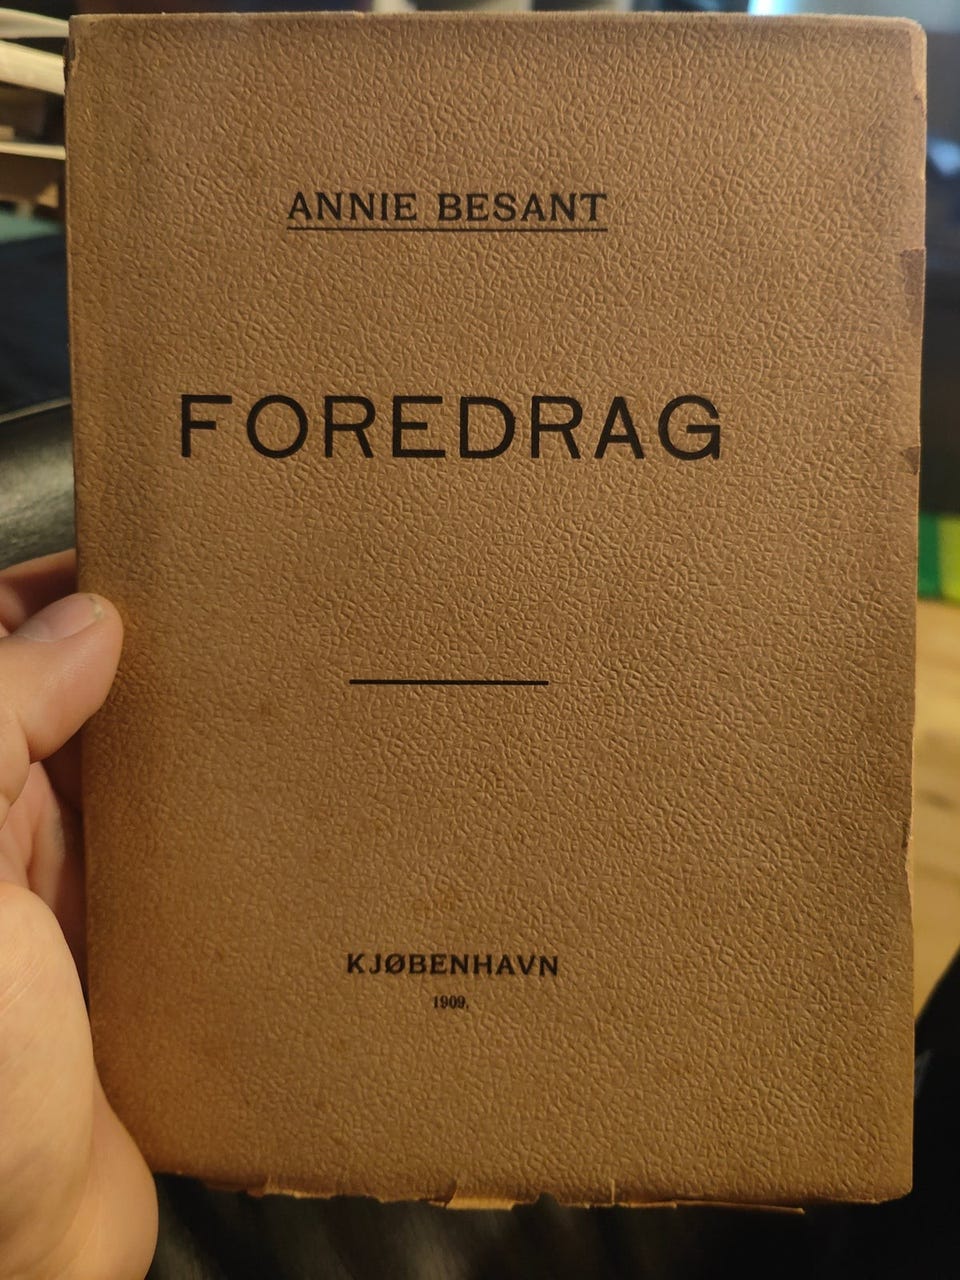 ANNIE BESANT
FOREDRAG
KJØBENHAVN
1909.